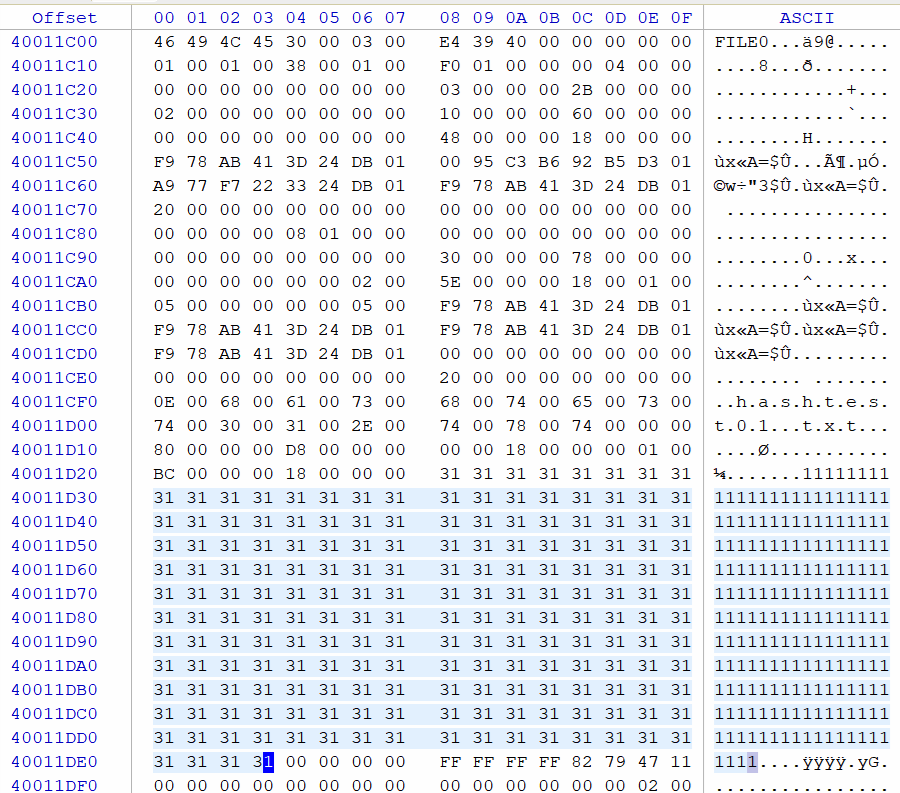 Offset 00 01 02 03 04 05 06 07 08 09 0A 0B 0C 0D 0E 0F ASCII
40011C00 46 49 4C 45 30 00 03 00 E4 39 40 00 00 00 00 00 FILE0...ä9@.....
40011C10 01 00 01 00 38 00 01 00 F0 01 00 00 00 04 00 00 ....8...ð.......
40011C20 00 00 00 00 00 00 00 00 03 00 00 00 2B 00 00 00 ............+...
40011C30 02 00 00 00 00 00 00 00 10 00 00 00 60 00 00 00 ............`...
40011C40 00 00 00 00 00 00 00 00 48 00 00 00 18 00 00 00 ........H.......
40011C50 F9 78 AB 41 3D 24 DB 01 00 95 C3 B6 92 B5 D3 01 ùx«A=$Û...Ã¶.µÓ.
40011C60 A9 77 F7 22 33 24 DB 01 F9 78 AB 41 3D 24 DB 01 ©w÷"3$Û.ùx«A=$Û.
40011C70 20 00 00 00 00 00 00 00 00 00 00 00 00 00 00 00  ...............
40011C80 00 00 00 00 08 01 00 00 00 00 00 00 00 00 00 00 ................
40011C90 00 00 00 00 00 00 00 00 30 00 00 00 78 00 00 00 ........0...x...
40011CA0 00 00 00 00 00 00 02 00 5E 00 00 00 18 00 01 00 ........^.......
40011CB0 05 00 00 00 00 00 05 00 F9 78 AB 41 3D 24 DB 01 ........ùx«A=$Û.
40011CC0 F9 78 AB 41 3D 24 DB 01 F9 78 AB 41 3D 24 DB 01 ùx«A=$Û.ùx«A=$Û.
40011CD0 F9 78 AB 41 3D 24 DB 01 00 00 00 00 00 00 00 00 ùx«A=$Û.........
40011CE0 00 00 00 00 00 00 00 00 20 00 00 00 00 00 00 00 ........ .......
40011CF0 0E 00 68 00 61 00 73 00 68 00 74 00 65 00 73 00 ..h.a.s.h.t.e.s.
40011D00 74 00 30 00 31 00 2E 00 74 00 78 00 74 00 00 00 t.0.1...t.x.t...
40011D10 80 00 00 00 D8 00 00 00 00 00 18 00 00 00 01 00 ....Ø...........
40011D20 BC 00 00 00 18 00 00 00 31 31 31 31 31 31 31 31 ¼.......11111111
40011D30 31 31 31 31 31 31 31 31 31 31 31 31 31 31 31 31 1111111111111111
40011D40 31 31 31 31 31 31 31 31 31 31 31 31 31 31 31 31 1111111111111111
40011D50 31 31 31 31 31 31 31 31 31 31 31 31 31 31 31 31 1111111111111111
40011D60 31 31 31 31 31 31 31 31 31 31 31 31 31 31 31 31 1111111111111111
40011D70 31 31 31 31 31 31 31 31 31 31 31 31 31 31 31 31 1111111111111111
40011D80 31 31 31 31 31 31 31 31 31 31 31 31 31 31 31 31 1111111111111111
40011D90 31 31 31 31 31 31 31 31 31 31 31 31 31 31 31 31 1111111111111111
40011DA0 31 31 31 31 31 31 31 31 31 31 31 31 31 31 31 31 1111111111111111
40011DB0 31 31 31 31 31 31 31 31 31 31 31 31 31 31 31 31 1111111111111111
40011DC0 31 31 31 31 31 31 31 31 31 31 31 31 31 31 31 31 1111111111111111
40011DD0 31 31 31 31 31 31 31 31 31 31 31 31 31 31 31 31 1111111111111111
40011DE0 31 31 31 31 00 00 00 00 FF FF FF FF 82 79 47 11 1111....ÿÿÿÿ.yG.
40011DF0 00 00 00 00 00 00 00 00 00 00 00 00 00 00 02 00 ................